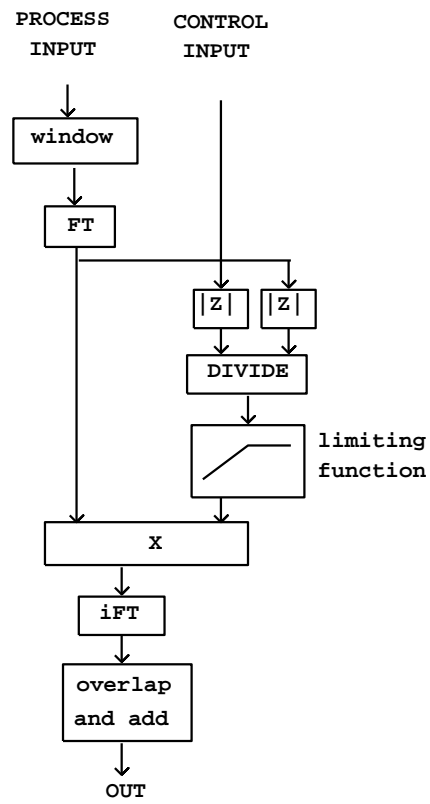 PROCESS
INPUT
CONTROL
INPUT
window
FT
|Z|
|Z|
DIVIDE
limiting
function
X
iFT
overlap
and add
OUT